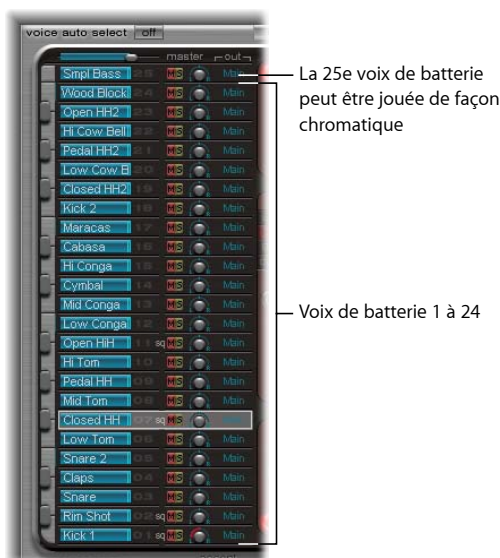 voice auto select off
master out
Smpl Bass 25 M S Main
Wood Block 24 M S Main
Open HH2 23 M S Main
Hi Cow Bell 22 M S Main
Pedal HH2 21 M S Main
Low Cow B 20 M S Main
Closed HH2 19 M S Main
Kick 2 18 M S Main
Maracas 17 M S Main
Cabasa 16 M S Main
Hi Conga 15 M S Main
Cymbal 14 M S Main
Mid Conga 13 M S Main
Low Conga 12 M S Main
Open HiH 11 sq M S Main
Hi Tom 10 M S Main
Pedal HH 09 M S Main
Mid Tom 08 M S Main
Closed HH 07 sq M S
Low Tom 06 M S Main
Snare 2 05 M S Main
Claps 04 M S Main
Snare 03 M S Main
Rim Shot 02 sq M S Main
Kick 1 01 sq M S Main
La 25e voix de batterie
peut être jouée de façon
chromatique
Voix de batterie 1 à 24